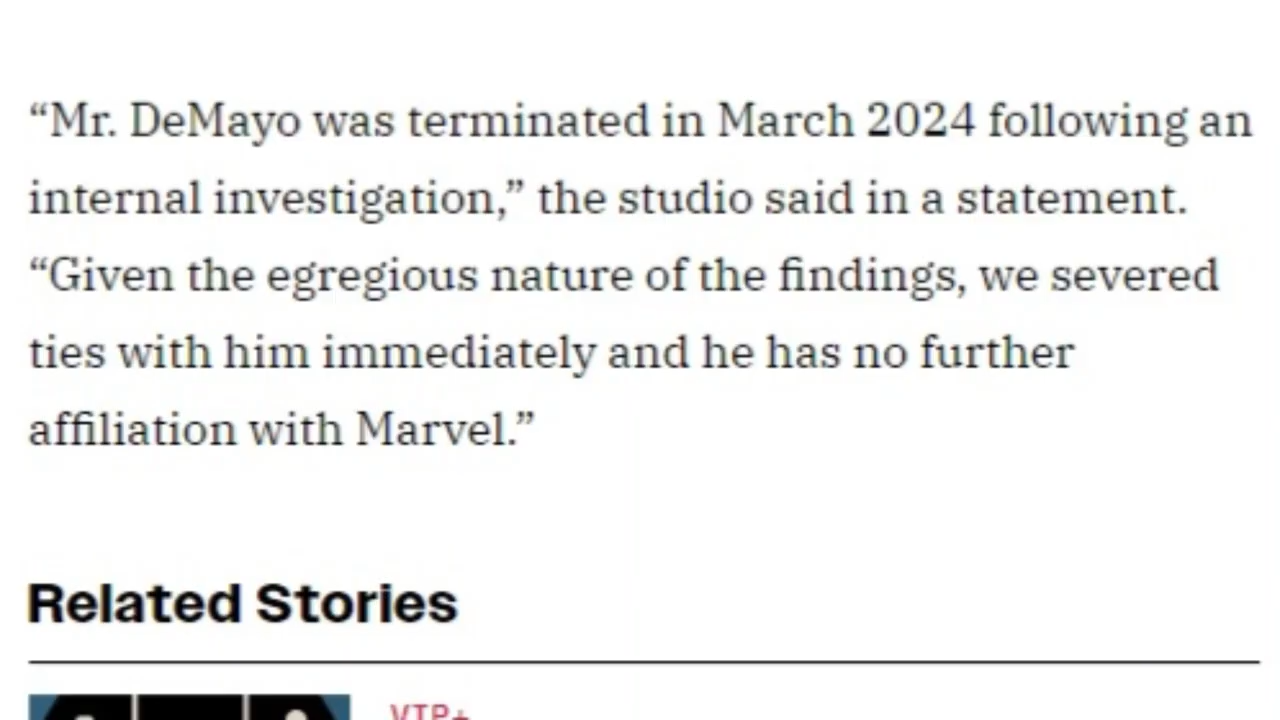 “Mr. DeMayo was terminated in March 2024 following an
internal investigation,” the studio said in a statement.
“Given the egregious nature of the findings, we severed
ties with him immediately and he has no further
affiliation with Marvel.”
Related Stories
VIP+